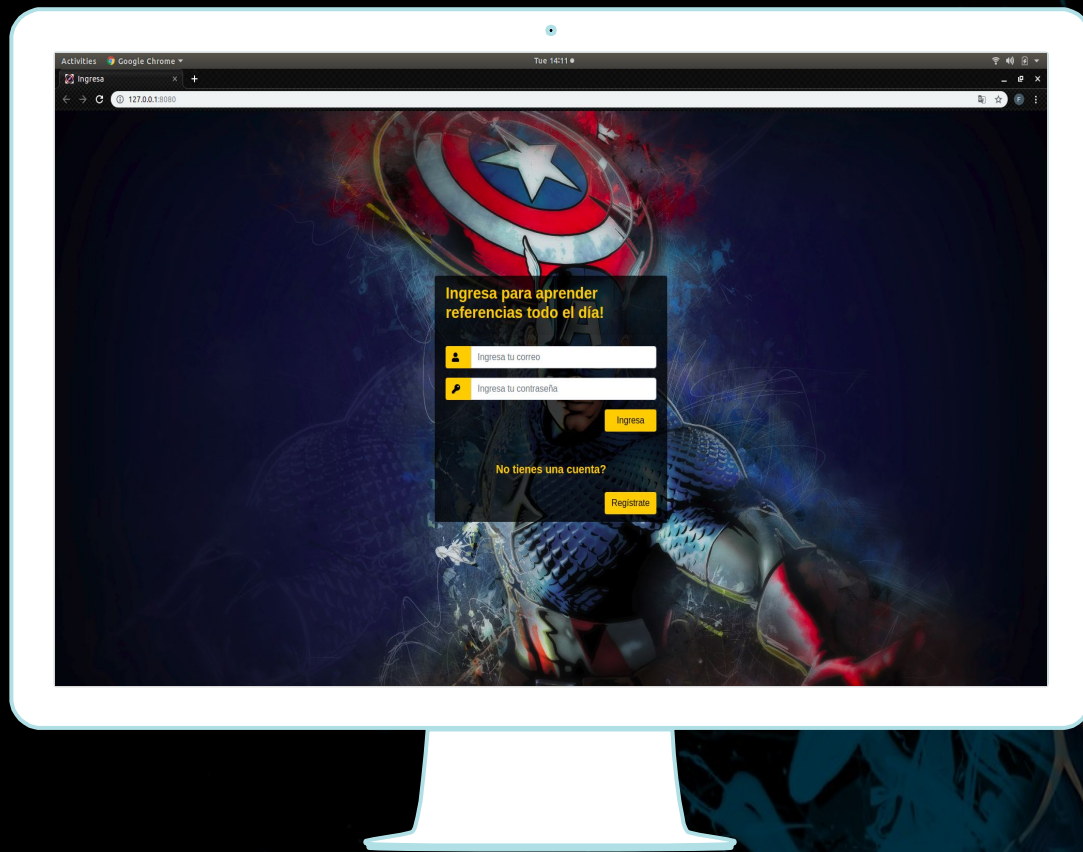 Activities Google Chrome Tue 14:11
Ingresa
127.0.0.1:8080
Ingresa para aprender
referencias todo el día!
Ingresa tu correo
Ingresa tu contraseña
Ingresa
No tienes una cuenta?
Regístrate